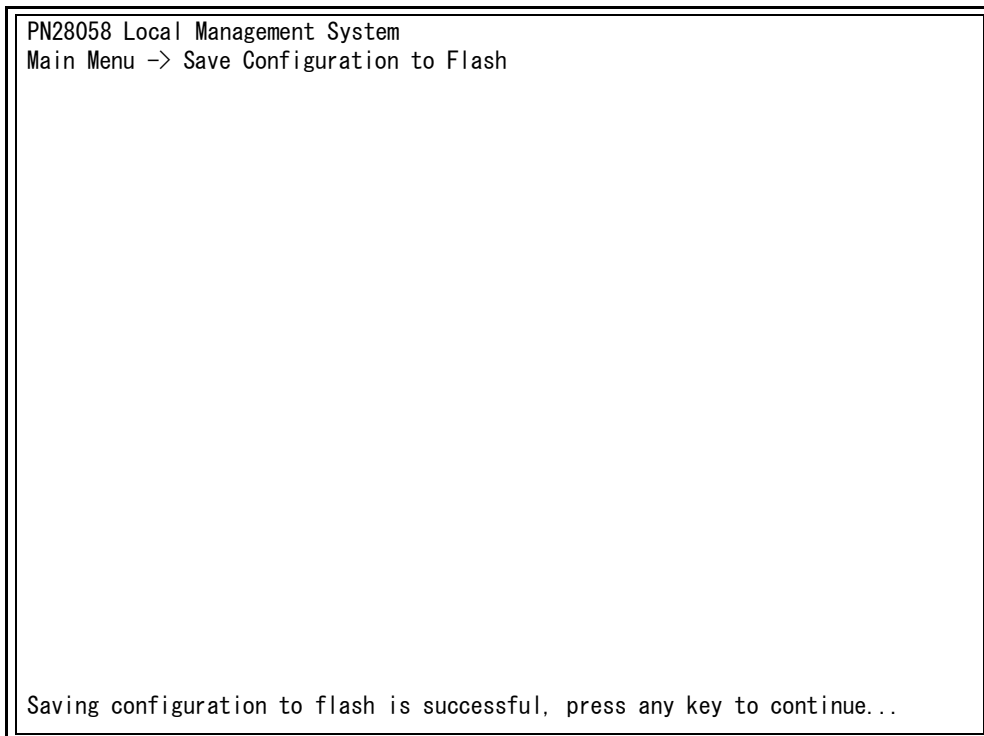 PN28058 Local Management System
Main Menu -> Save Configuration to Flash
Saving configuration to flash is successful, press any key to continue...